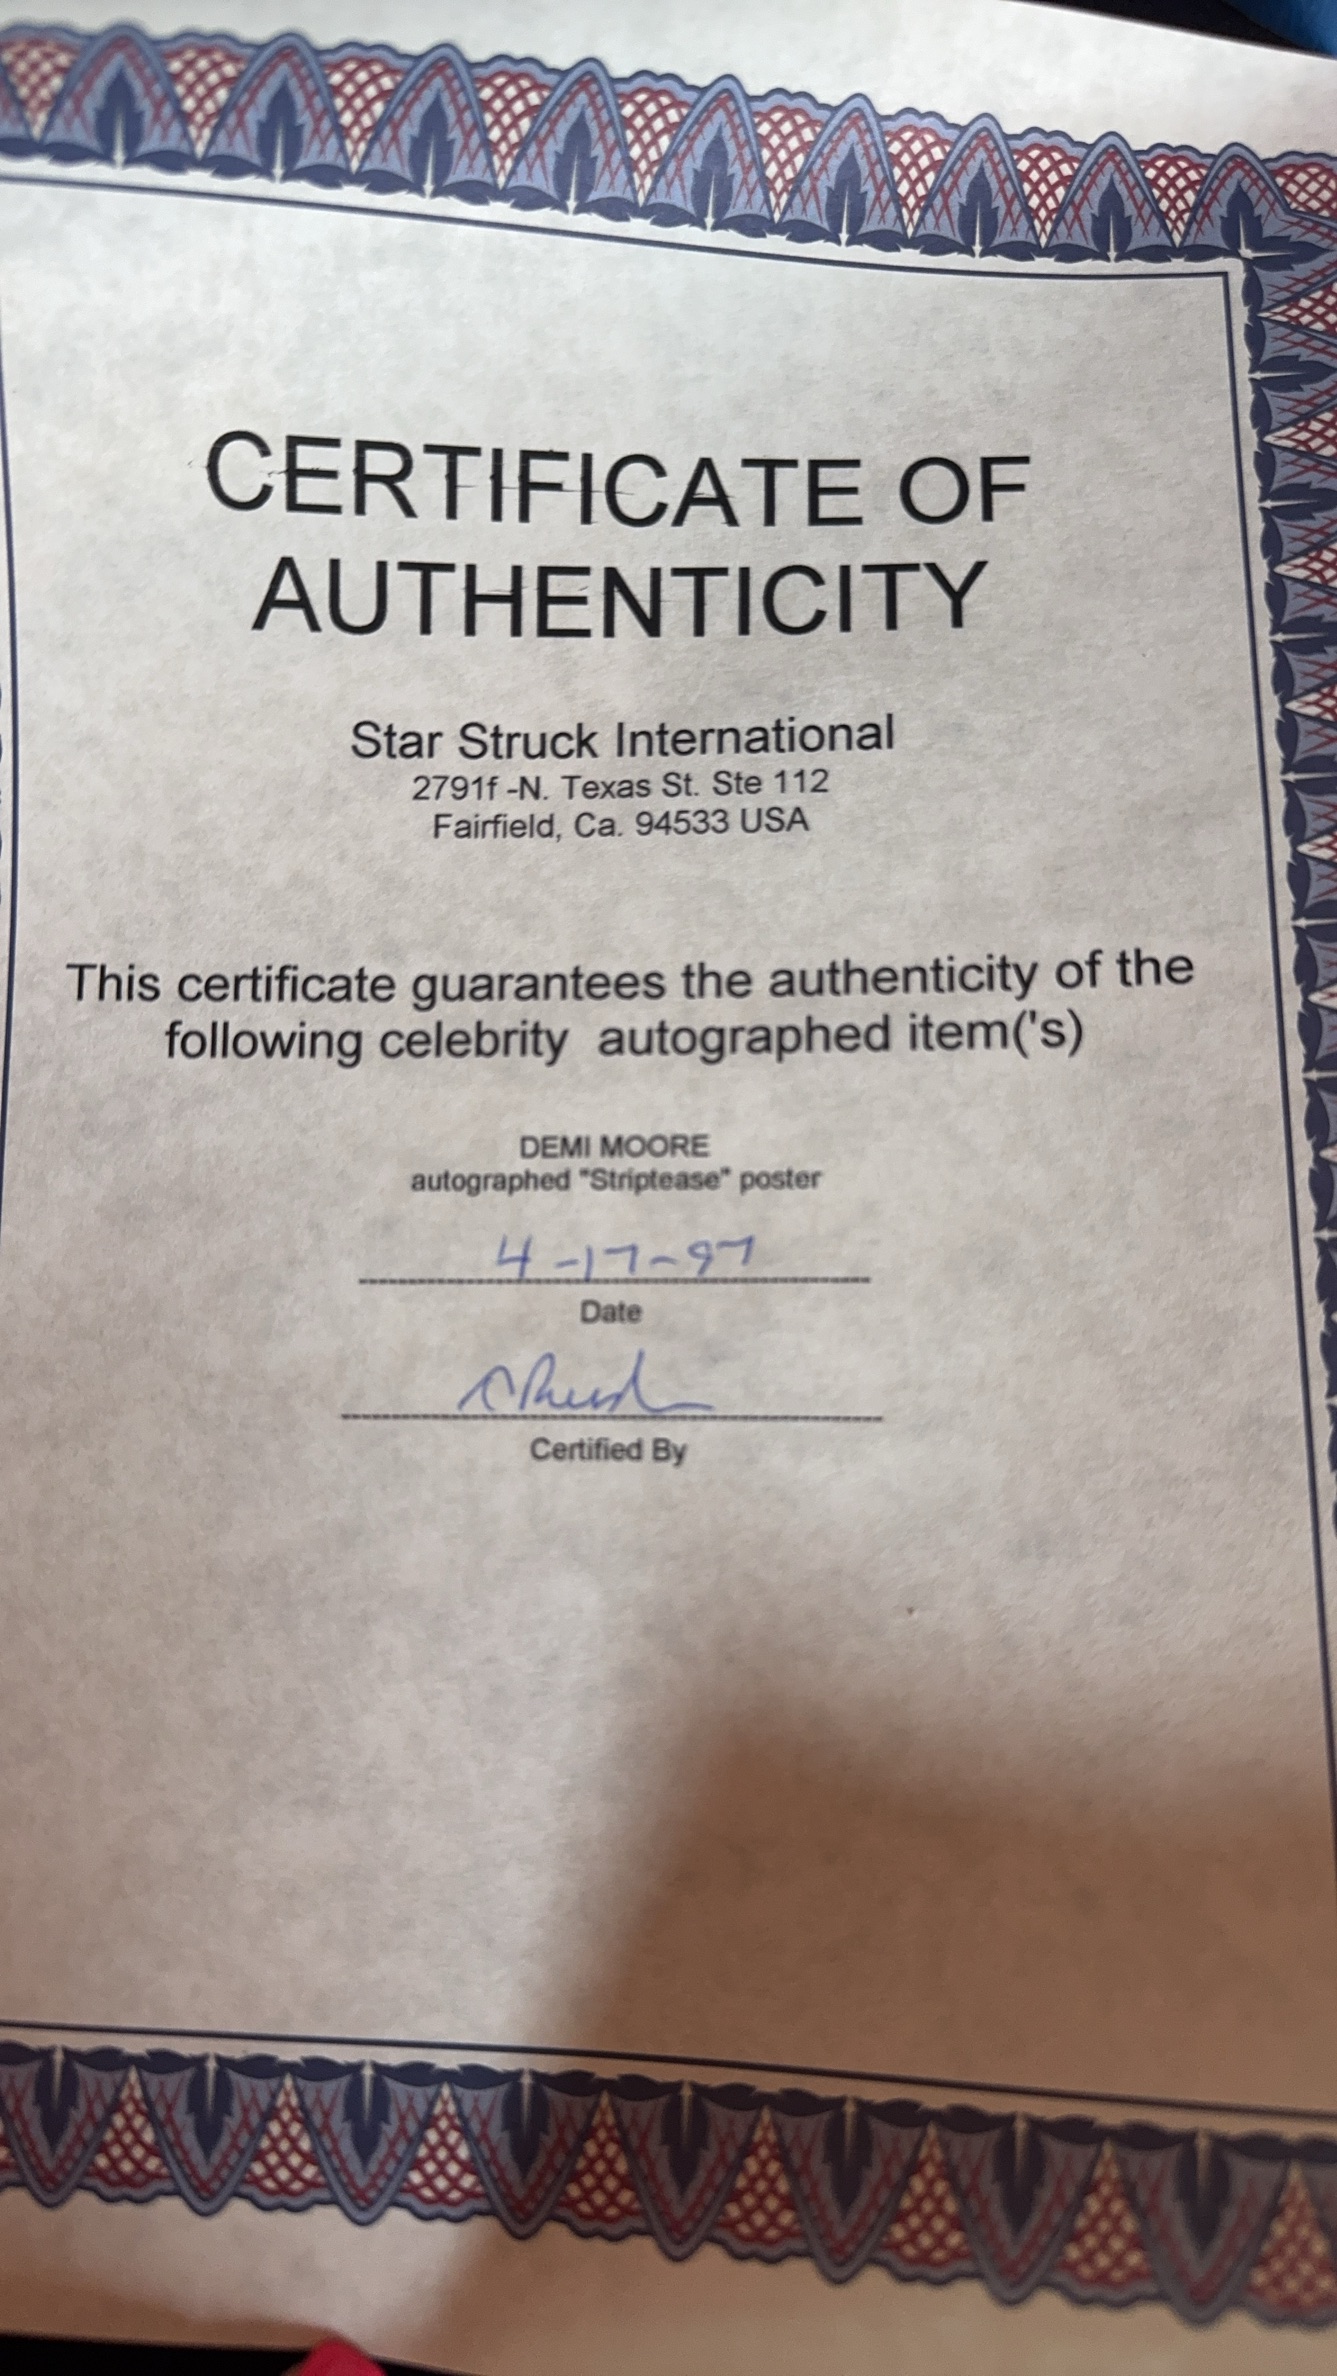 CERTIFICATE OF
AUTHENTICITY
Star Struck International
2791f -N. Texas St. Ste 112
Fairfield, Ca. 94533 USA
This certificate guarantees the authenticity of the
following celebrity autographed item('s)
DEMI MOORE
autographed "Striptease" poster
4-17-97
Date
Certified By